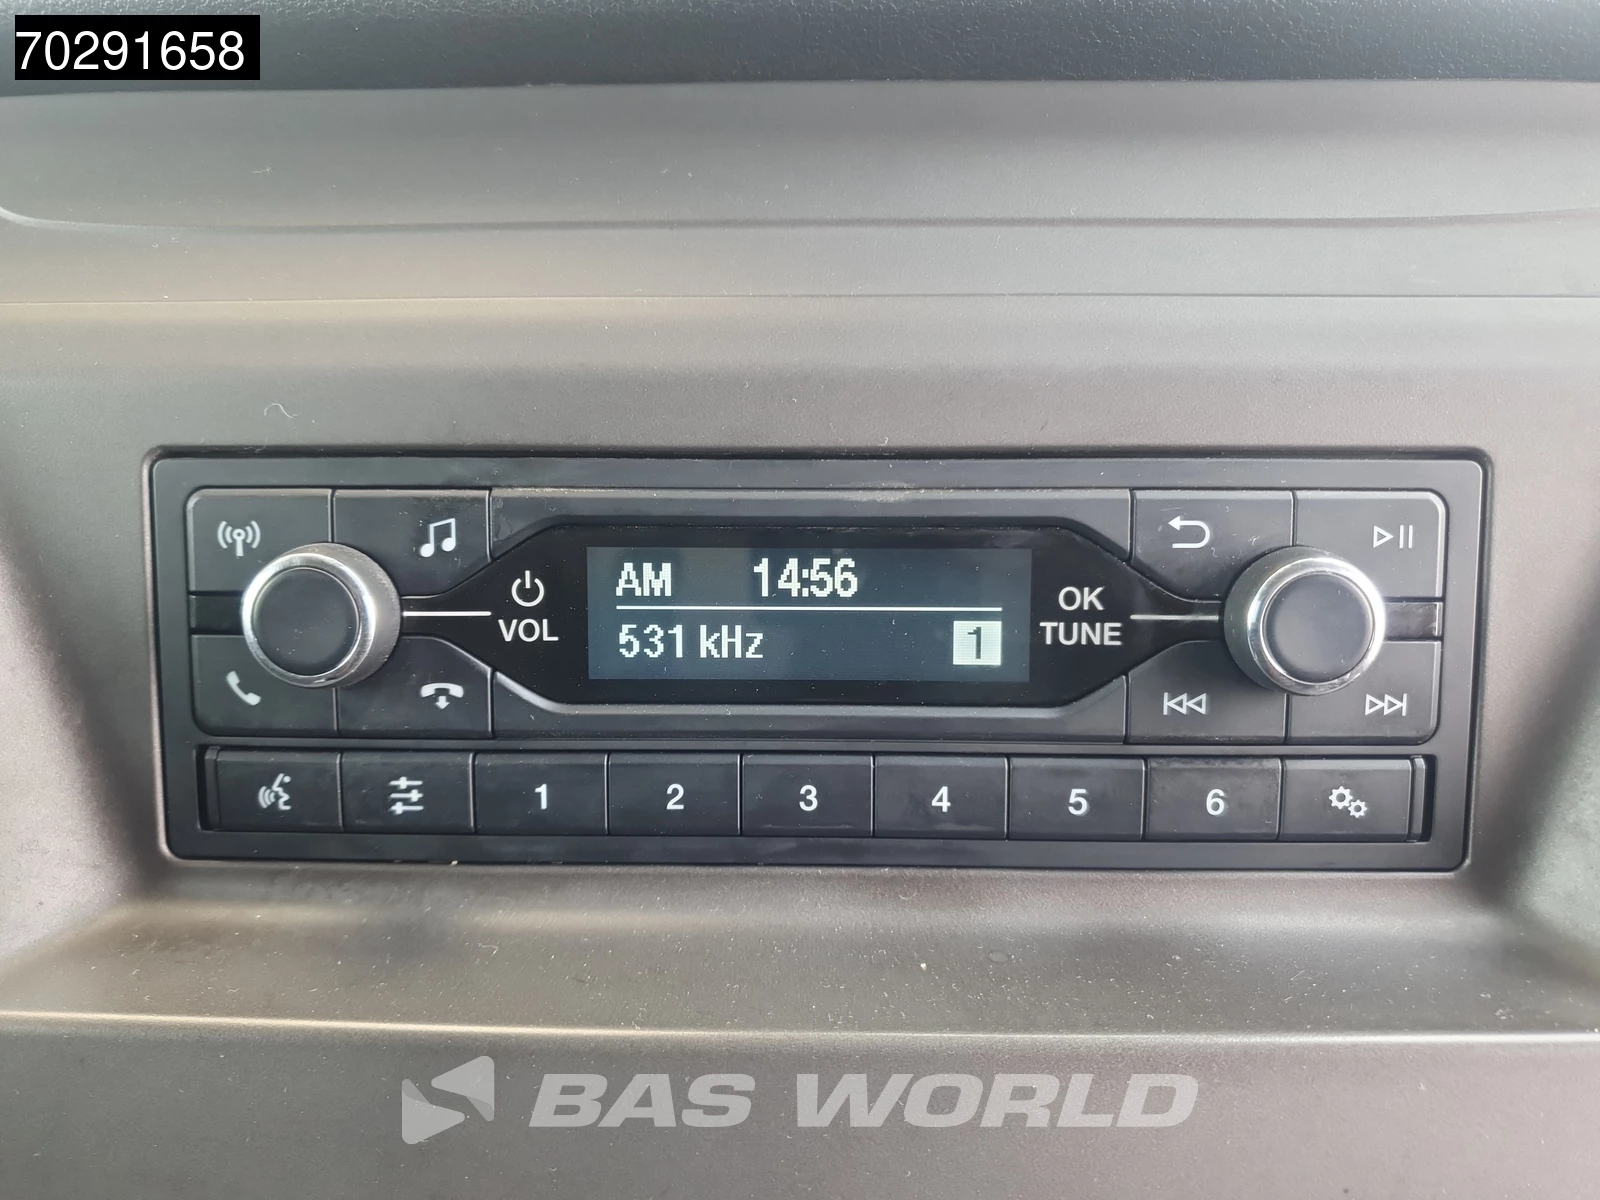 70291658
AM 14:56
531 kHz 1
VOL
OK
TUNE
1 2 3 4 5 6
BAS WORLD